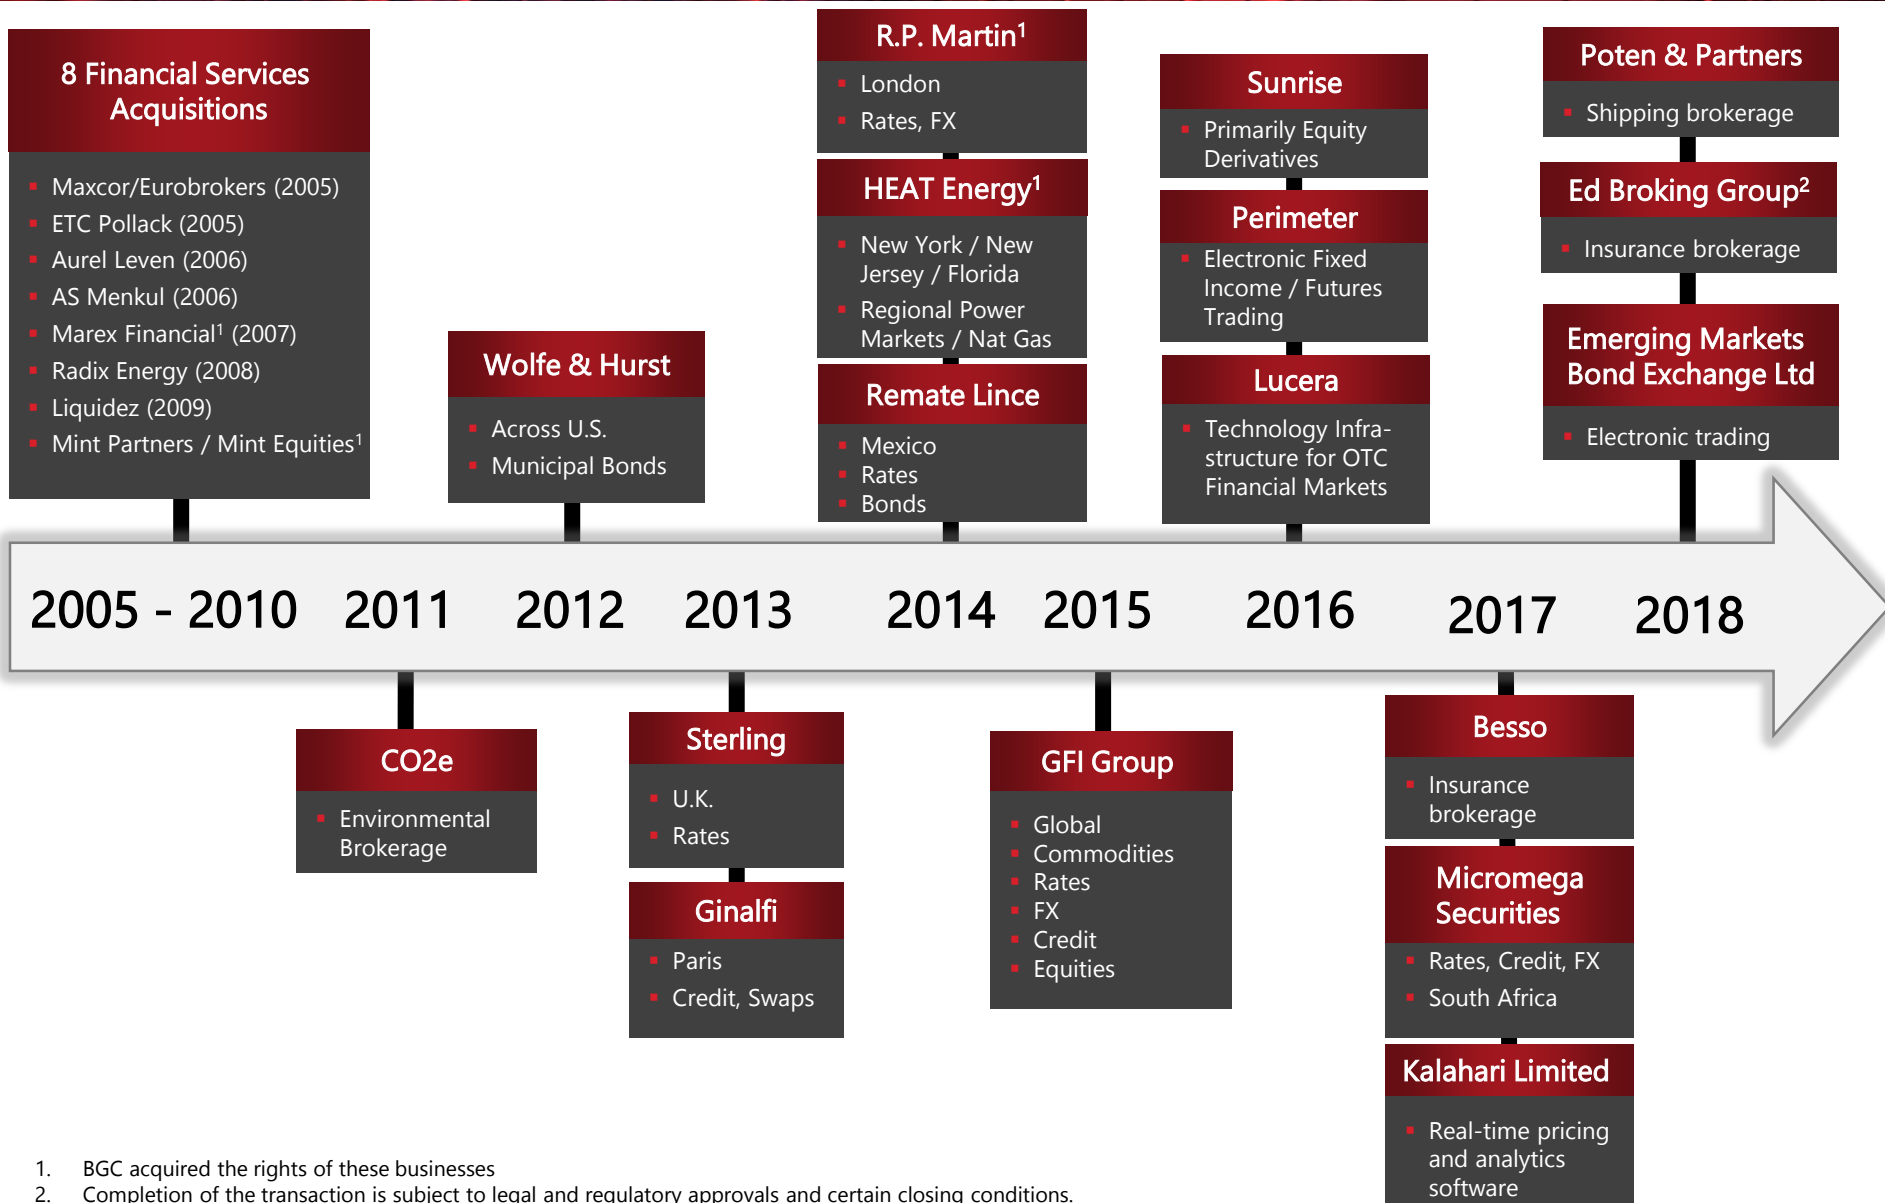 8 Financial Services
Acquisitions
Maxcor/Eurobrokers (2005)
ETC Pollack (2005)
Aurel Leven (2006)
AS Menkul (2006)
Marex Financial¹ (2007)
Radix Energy (2008)
Liquidez (2009)
Mint Partners / Mint Equities¹
Wolfe & Hurst
Across U.S.
Municipal Bonds
R.P. Martin¹
London
Rates, FX
HEAT Energy¹
New York / New
Jersey / Florida
Regional Power
Markets / Nat Gas
Remate Lince
Mexico
Rates
Bonds
Sunrise
Primarily Equity
Derivatives
Perimeter
Electronic Fixed
Income / Futures
Trading
Lucera
Technology Infra-
structure for OTC
Financial Markets
Poten & Partners
Shipping brokerage
Ed Broking Group²
Insurance brokerage
Emerging Markets
Bond Exchange Ltd
Electronic trading
2005 - 2010 2011 2012 2013 2014 2015 2016 2017 2018
CO2e
Environmental
Brokerage
Sterling
U.K.
Rates
Ginalfi
Paris
Credit, Swaps
GFI Group
Global
Commodities
Rates
FX
Credit
Equities
Besso
Insurance
brokerage
Micromega
Securities
Rates, Credit, FX
South Africa
Kalahari Limited
Real-time pricing
and analytics
software
1. BGC acquired the rights of these businesses
2. Completion of the transaction is subject to legal and regulatory approvals and certain closing conditions.